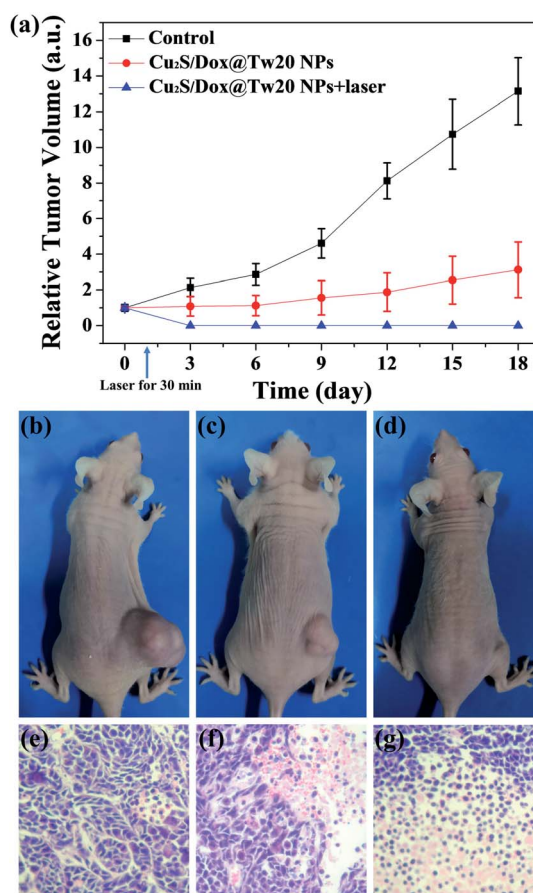 (a)
Relative Tumor Volume (a.u.)
16
14
12
10
8
6
4
2
0
Control
Cu₂S/Dox@Tw20 NPs
Cu₂S/Dox@Tw20 NPs+laser
0 3 6 9 12 15 18
Laser for 30 min
Time (day)
(b) (c) (d)
(e) (f) (g)